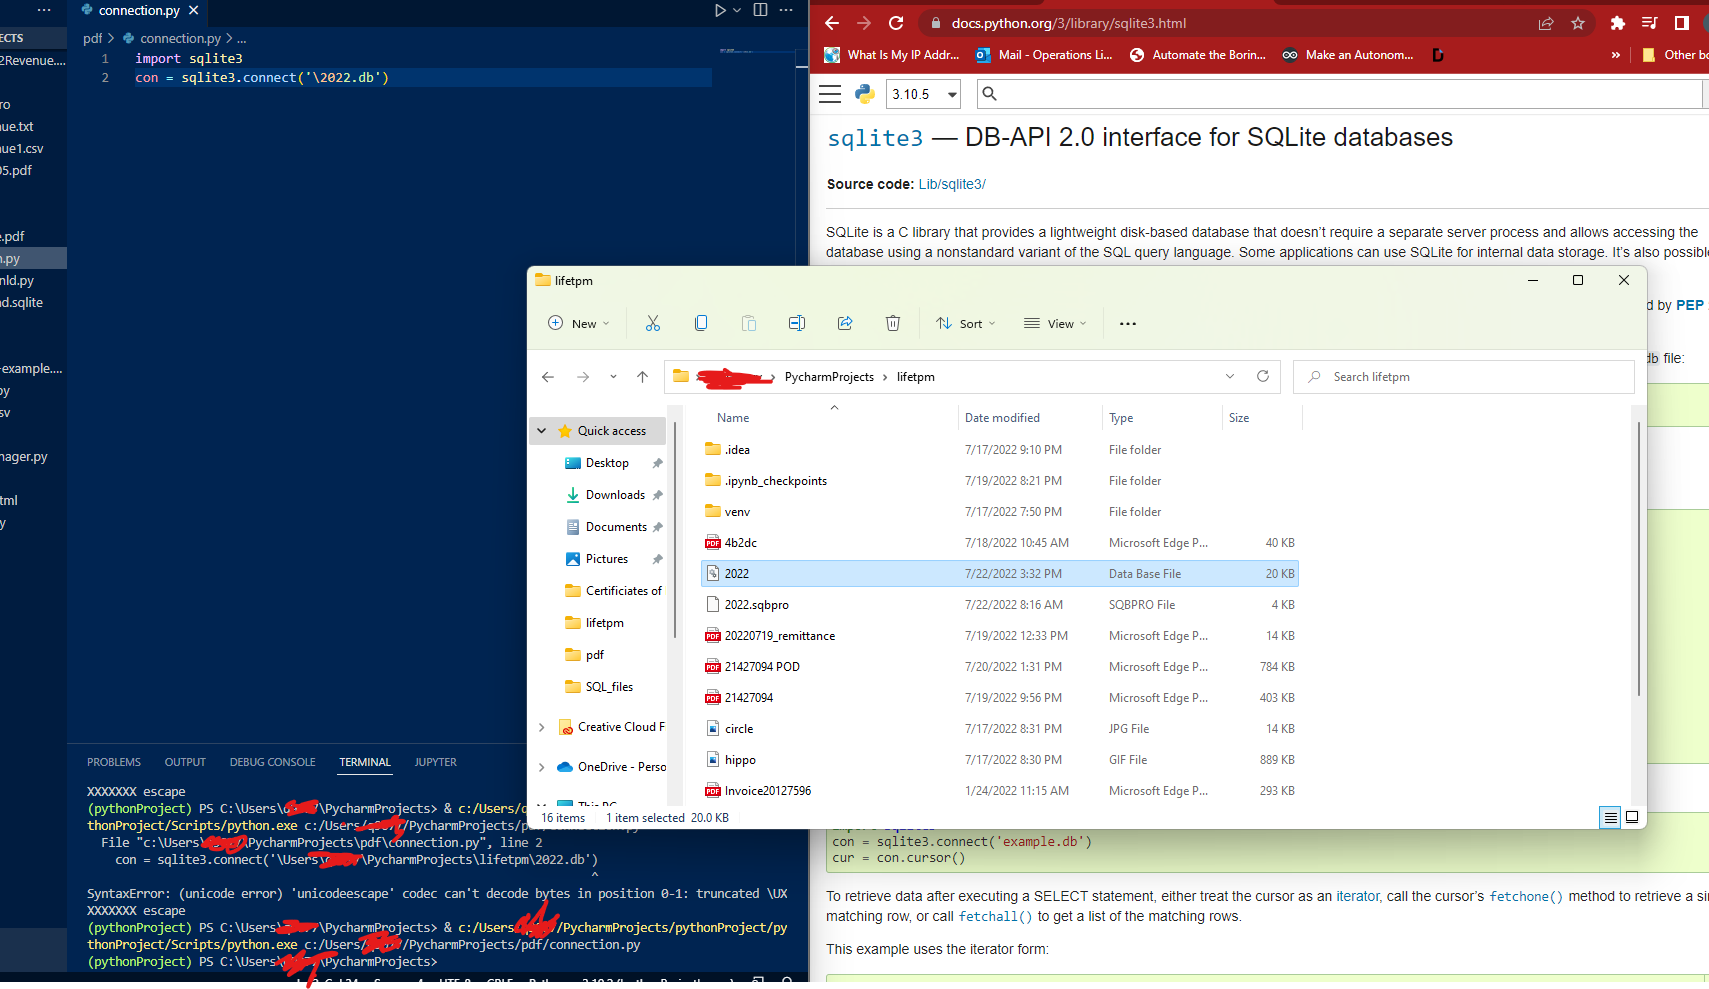 connection.py
pdf > connection.py > ...
1 import sqlite3
2 con = sqlite3.connect('\2022.db')
ECTS
2Revenue....
ro
nue.txt
nue1.csv
05.pdf
e.pdf
n.py
nld.py
nd.sqlite
-example....
py
sv
nager.py
tml
y
PROBLEMS OUTPUT DEBUG CONSOLE TERMINAL JUPYTER
XXXXXXX escape
(pythonProject) PS C:\Users\ \PycharmProjects> & c:/Users/q
thonProject/Scripts/python.exe c:/Users/ /PycharmProjects/pdf/connection.py
File "c:\Users\ \PycharmProjects\pdf\connection.py", line 2
con = sqlite3.connect('\Users\ \PycharmProjects\lifetpm\2022.db')
^
SyntaxError: (unicode error) 'unicodeescape' codec can't decode bytes in position 0-1: truncated \UX
XXXXXXX escape
(pythonProject) PS C:\Users\ \PycharmProjects> & c:/Users /PycharmProjects/pythonProject/py
thonProject/Scripts/python.exe c:/Users/ /PycharmProjects/pdf/connection.py
(pythonProject) PS C:\Users\ \PycharmProjects>
docs.python.org/3/library/sqlite3.html
What Is My IP Addr... Mail - Operations Li... Automate the Borin... Make an Autonom... » Other bo
3.10.5
sqlite3 — DB-API 2.0 interface for SQLite databases
Source code: Lib/sqlite3/
SQLite is a C library that provides a lightweight disk-based database that doesn’t require a separate server process and allows accessing the
database using a nonstandard variant of the SQL query language. Some applications can use SQLite for internal data storage. It’s also possible
d by PEP
db file:
lifetpm
New Sort View ...
PycharmProjects > lifetpm
Search lifetpm
Quick access
Desktop
Downloads
Documents
Pictures
Certificiates of
lifetpm
pdf
SQL_files
Creative Cloud F
OneDrive - Perso
This PC
Name Date modified Type Size
.idea 7/17/2022 9:10 PM File folder
.ipynb_checkpoints 7/19/2022 8:21 PM File folder
venv 7/17/2022 7:50 PM File folder
4b2dc 7/18/2022 10:45 AM Microsoft Edge P... 40 KB
2022 7/22/2022 3:32 PM Data Base File 20 KB
2022.sqbpro 7/22/2022 8:16 AM SQBPRO File 4 KB
20220719_remittance 7/19/2022 12:33 PM Microsoft Edge P... 14 KB
21427094 POD 7/20/2022 1:31 PM Microsoft Edge P... 784 KB
21427094 7/19/2022 9:56 PM Microsoft Edge P... 403 KB
circle 7/17/2022 8:31 PM JPG File 14 KB
hippo 7/17/2022 8:30 PM GIF File 889 KB
Invoice20127596 1/24/2022 11:15 AM Microsoft Edge P... 293 KB
16 items 1 item selected 20.0 KB
con = sqlite3.connect('example.db')
cur = con.cursor()
To retrieve data after executing a SELECT statement, either treat the cursor as an iterator, call the cursor’s fetchone() method to retrieve a si
matching row, or call fetchall() to get a list of the matching rows.
This example uses the iterator form: